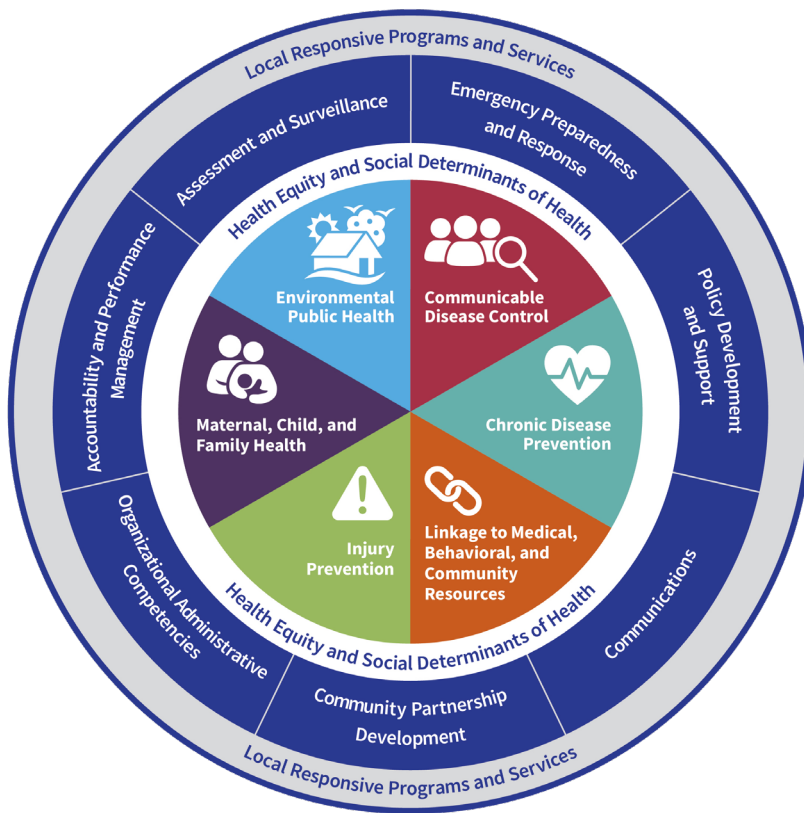 Local Responsive Programs and Services
Assessment and Surveillance
Emergency Preparedness
and Response
Policy Development
and Support
Communications
Community Partnership
Development
Organizational Administrative
Competencies
Accountability and Performance
Management
Health Equity and Social Determinants of Health
Environmental
Public Health
Communicable
Disease Control
Chronic Disease
Prevention
Linkage to Medical,
Behavioral, and
Community
Resources
Injury
Prevention
Maternal, Child, and
Family Health
Health Equity and Social Determinants of Health
Local Responsive Programs and Services